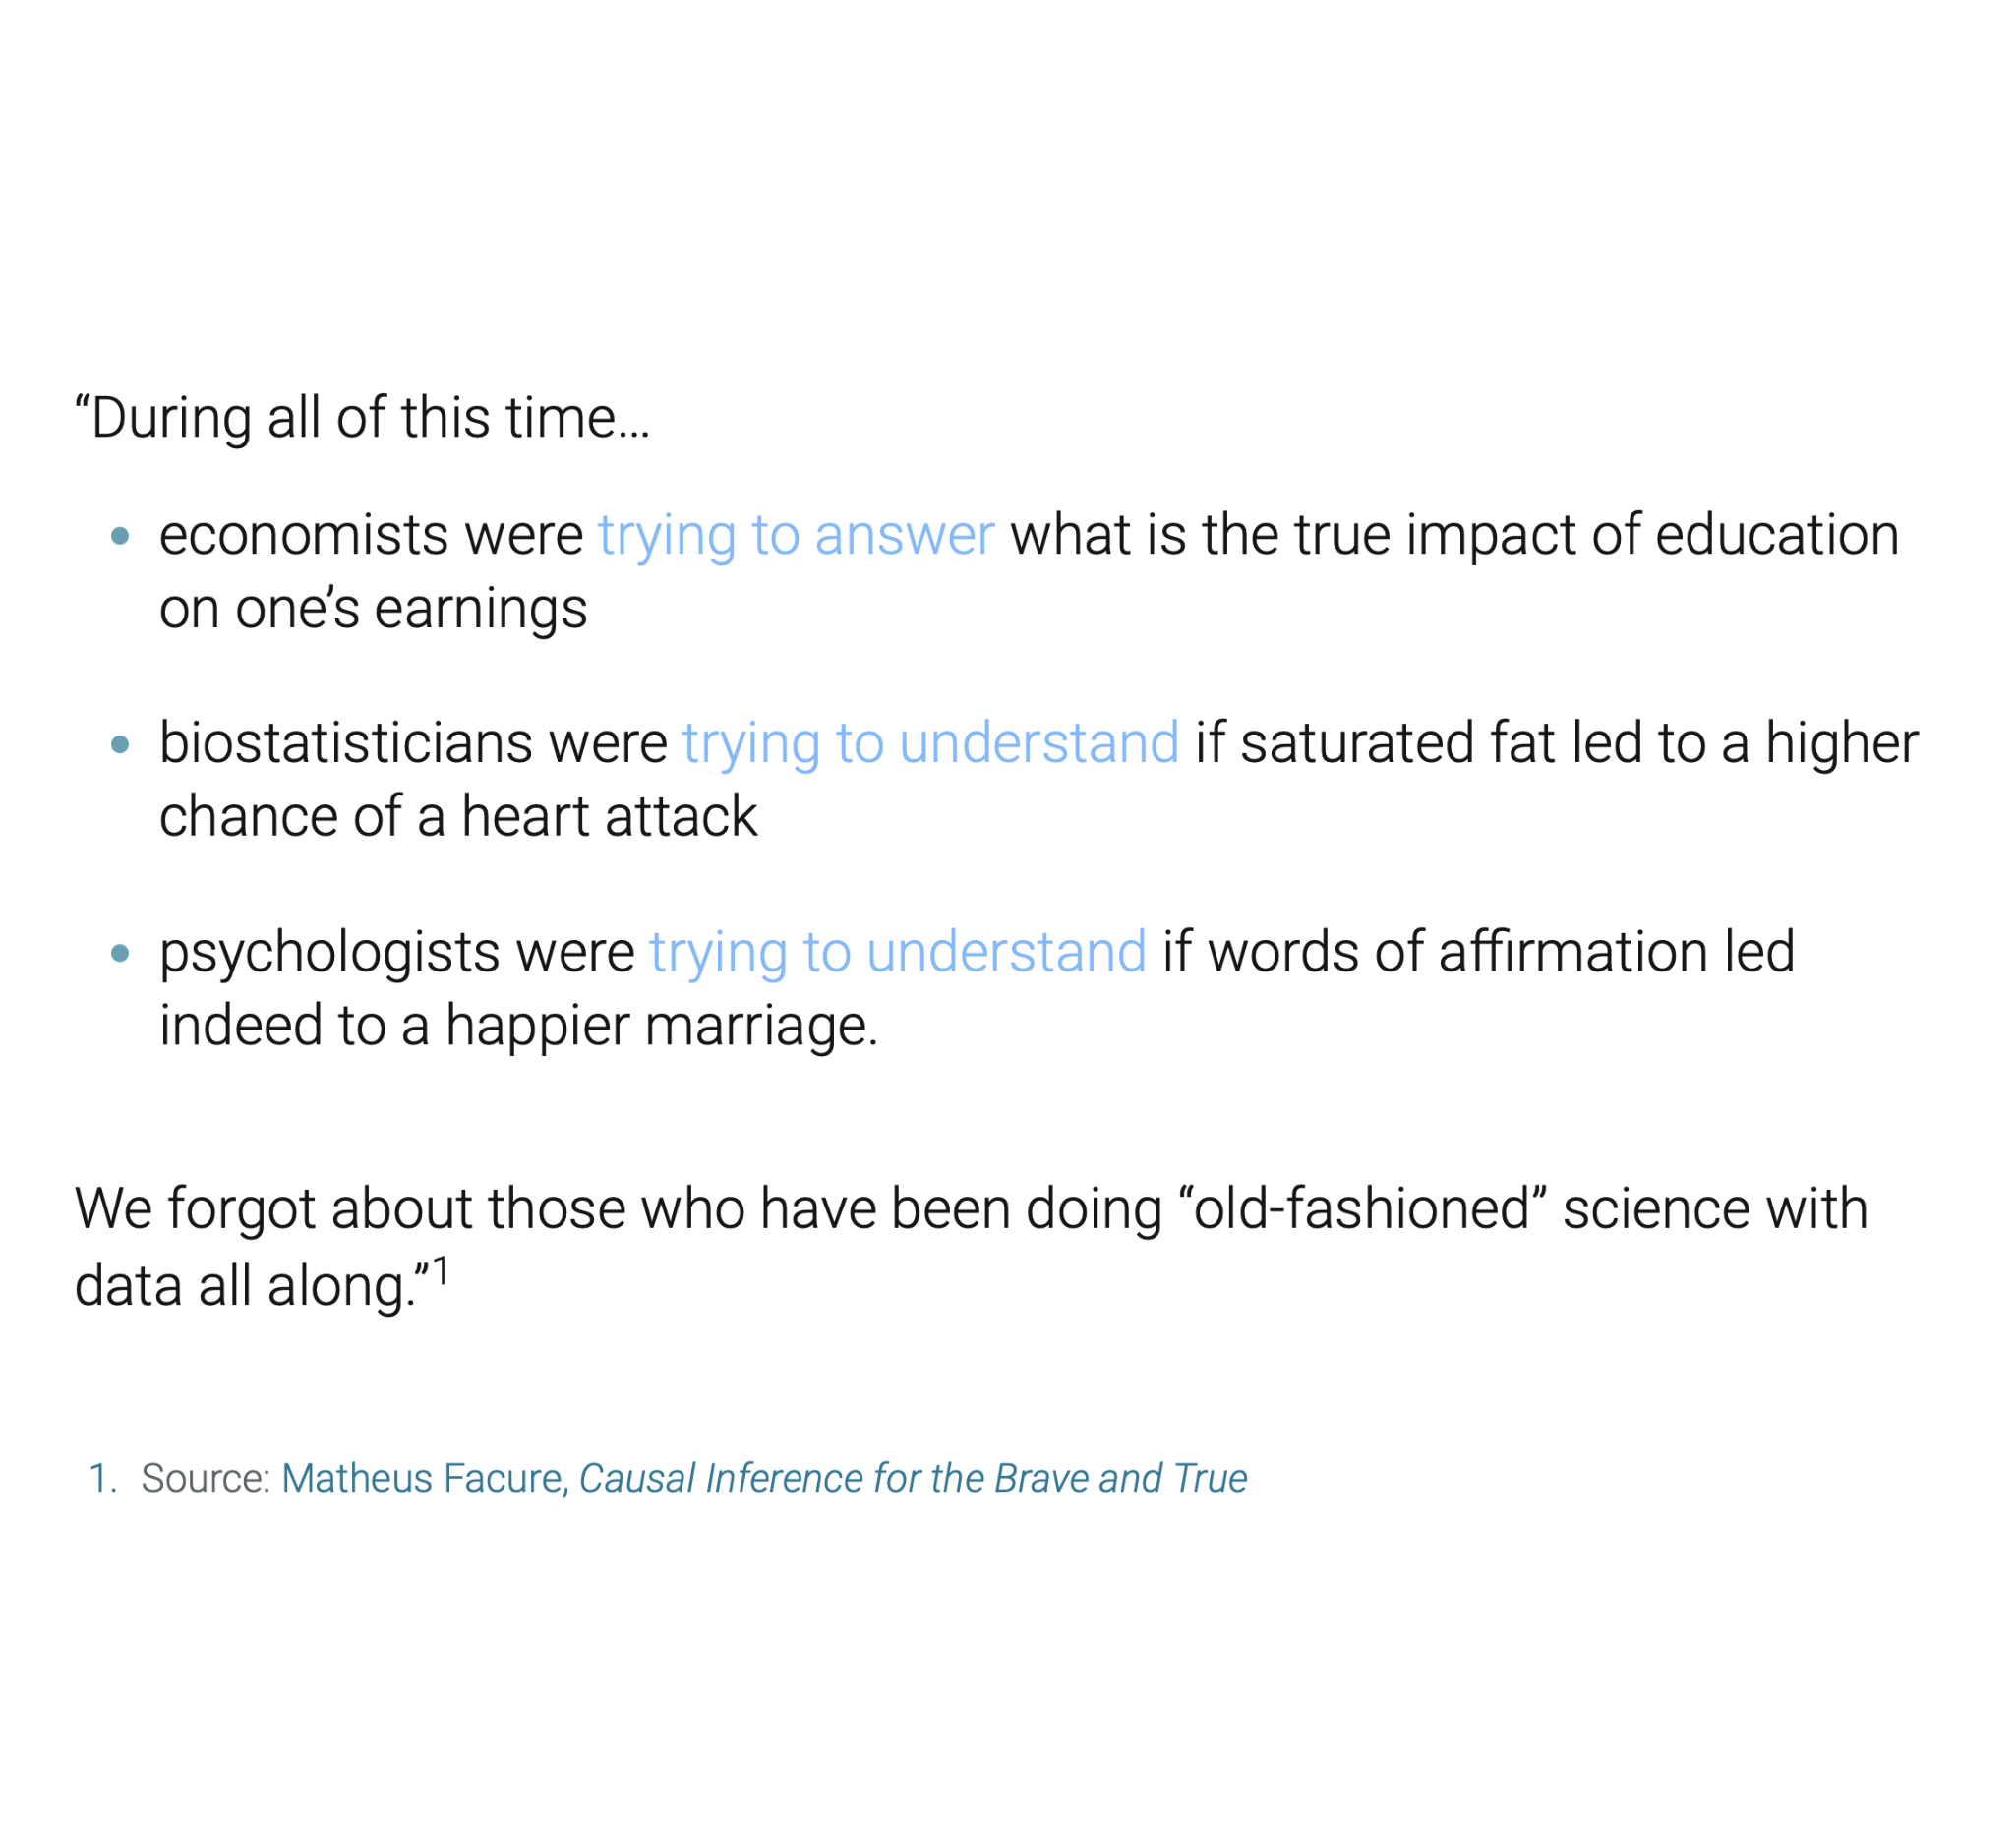 “During all of this time…
• economists were trying to answer what is the true impact of education
on one’s earnings
• biostatisticians were trying to understand if saturated fat led to a higher
chance of a heart attack
• psychologists were trying to understand if words of affirmation led
indeed to a happier marriage.
We forgot about those who have been doing “old-fashioned” science with
data all along.”1
1. Source: Matheus Facure, Causal Inference for the Brave and True